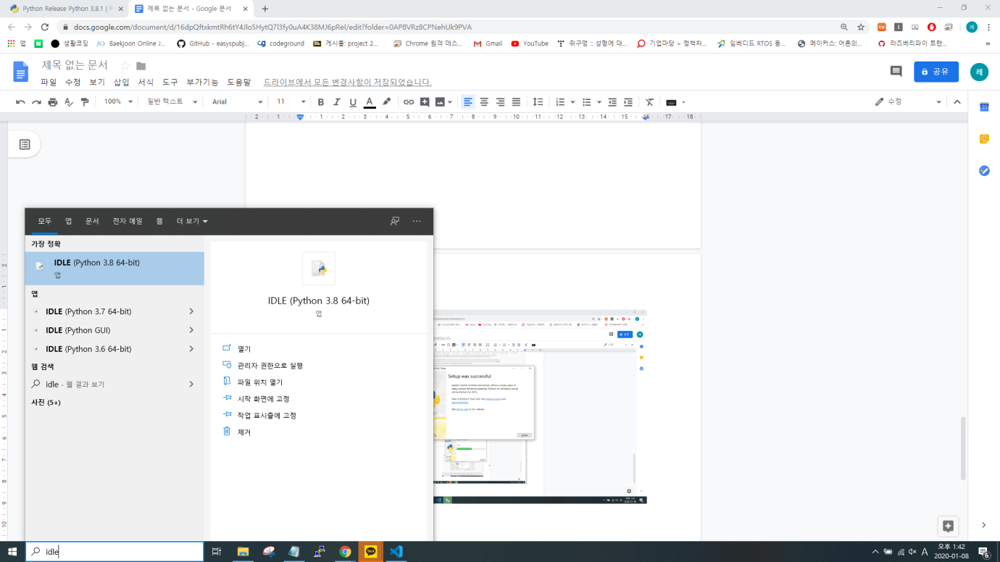 Python Release Python 3.8.1 | P
제목 없는 문서 - Google 문서
docs.google.com/document/d/16dpQftxkmtRh6tY4Jlo5HytQ7l3fy0uA4K38MJ6pReI/edit?folder=0AP8VRz8CPNehUk9PVA
앱
생활코딩
Baekjoon Online J...
GitHub - easyspubj...
codeground
게시물: project 2...
Chrome 원격 데스...
Gmail
YouTube
쥐구멍 :: 성형에 대...
기업마당 > 정책자...
임베디드 RTOS 동...
메이커스: 어른의...
라즈베리파이 트랜...
제목 없는 문서
파일 수정 보기 삽입 서식 도구 부가기능 도움말
드라이브에서 모든 변경사항이 저장되었습니다.
공유
레
100% 일반 텍스트 Arial 11 B I U A 수정
2 1 1 2 3 4 5 6 7 8 9 10 11 12 13 14 15 16 17 18
모두 앱 문서 전자 메일 웹 더 보기
가장 정확
IDLE (Python 3.8 64-bit)
앱
앱
IDLE (Python 3.7 64-bit)
IDLE (Python GUI)
IDLE (Python 3.6 64-bit)
웹 검색
idle - 웹 결과 보기
사진 (5+)
IDLE (Python 3.8 64-bit)
앱
열기
관리자 권한으로 실행
파일 위치 열기
시작 화면에 고정
작업 표시줄에 고정
제거
Setup was successful
idle
TALK
A
오후 1:42
2020-01-08
6